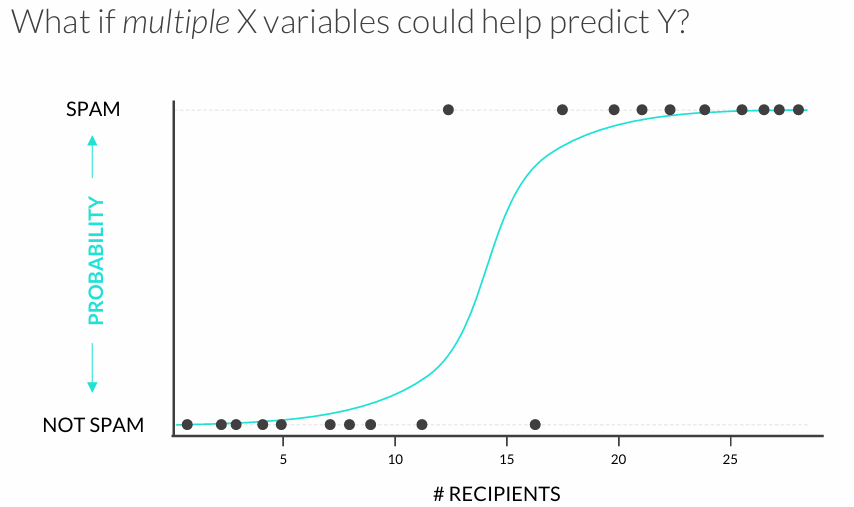 What if multiple X variables could help predict Y?
SPAM
PROBABILITY
NOT SPAM
5
10
15
20
25
# RECIPIENTS